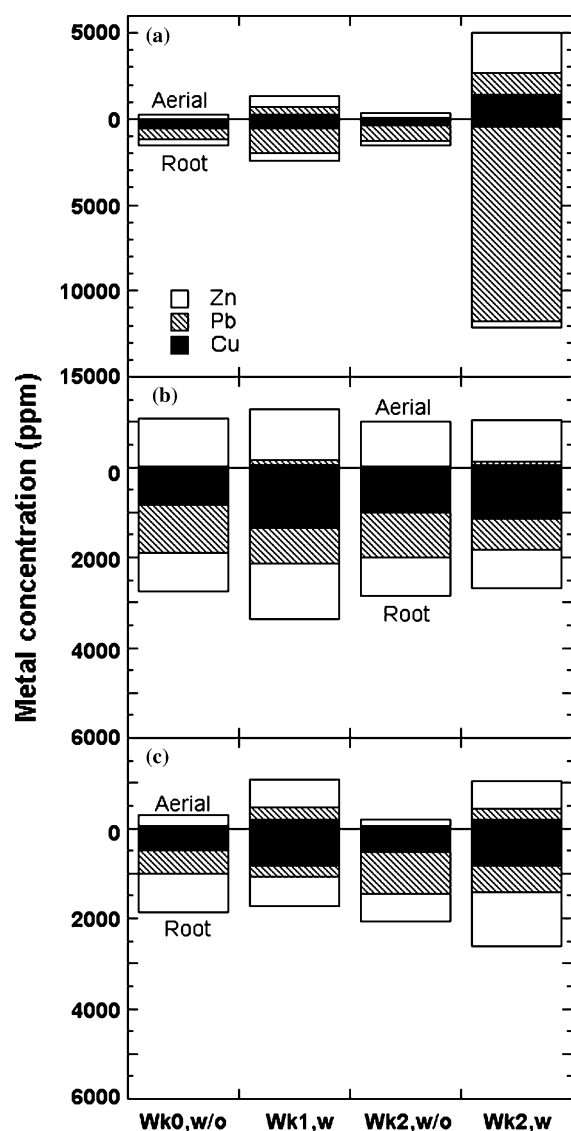 Metal concentration (ppm)
(a)
5000
0
5000
10000
15000
Aerial
Root
Zn
Pb
Cu
(b)
0
2000
4000
6000
Aerial
Root
(c)
0
2000
4000
6000
Aerial
Root
Wk0,w/o Wk1,w Wk2,w/o Wk2,w